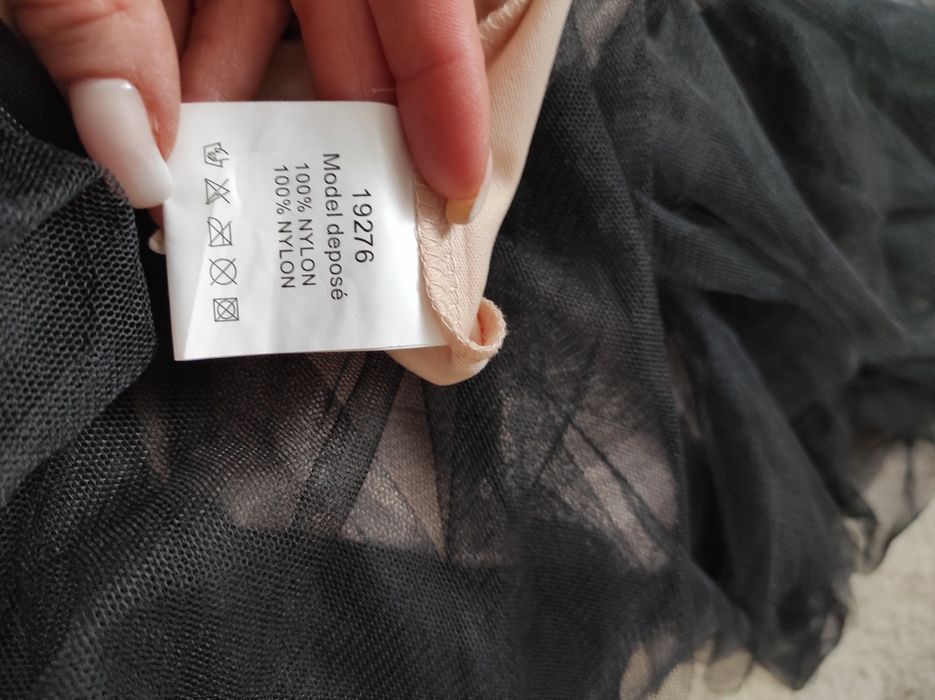 19276
Model deposé
100% NYLON
100% NYLON